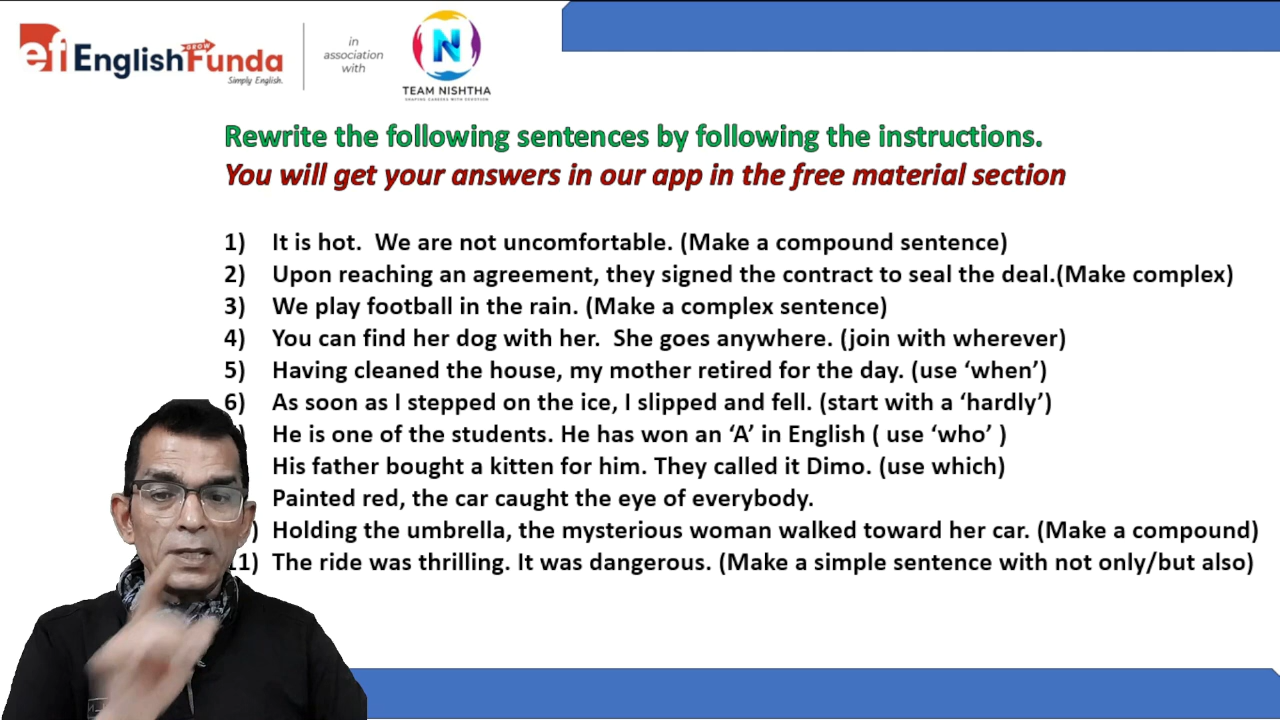 ef EnglishFunda
GROW
Simply English.
in
association
with
N
TEAM NISHTHA
SHAPING CAREERS WITH DEVOTION
Rewrite the following sentences by following the instructions.
You will get your answers in our app in the free material section
1) It is hot. We are not uncomfortable. (Make a compound sentence)
2) Upon reaching an agreement, they signed the contract to seal the deal.(Make complex)
3) We play football in the rain. (Make a complex sentence)
4) You can find her dog with her. She goes anywhere. (join with wherever)
5) Having cleaned the house, my mother retired for the day. (use ‘when’)
6) As soon as I stepped on the ice, I slipped and fell. (start with a ‘hardly’)
) He is one of the students. He has won an ‘A’ in English ( use ‘who’ )
His father bought a kitten for him. They called it Dimo. (use which)
Painted red, the car caught the eye of everybody.
) Holding the umbrella, the mysterious woman walked toward her car. (Make a compound)
11) The ride was thrilling. It was dangerous. (Make a simple sentence with not only/but also)